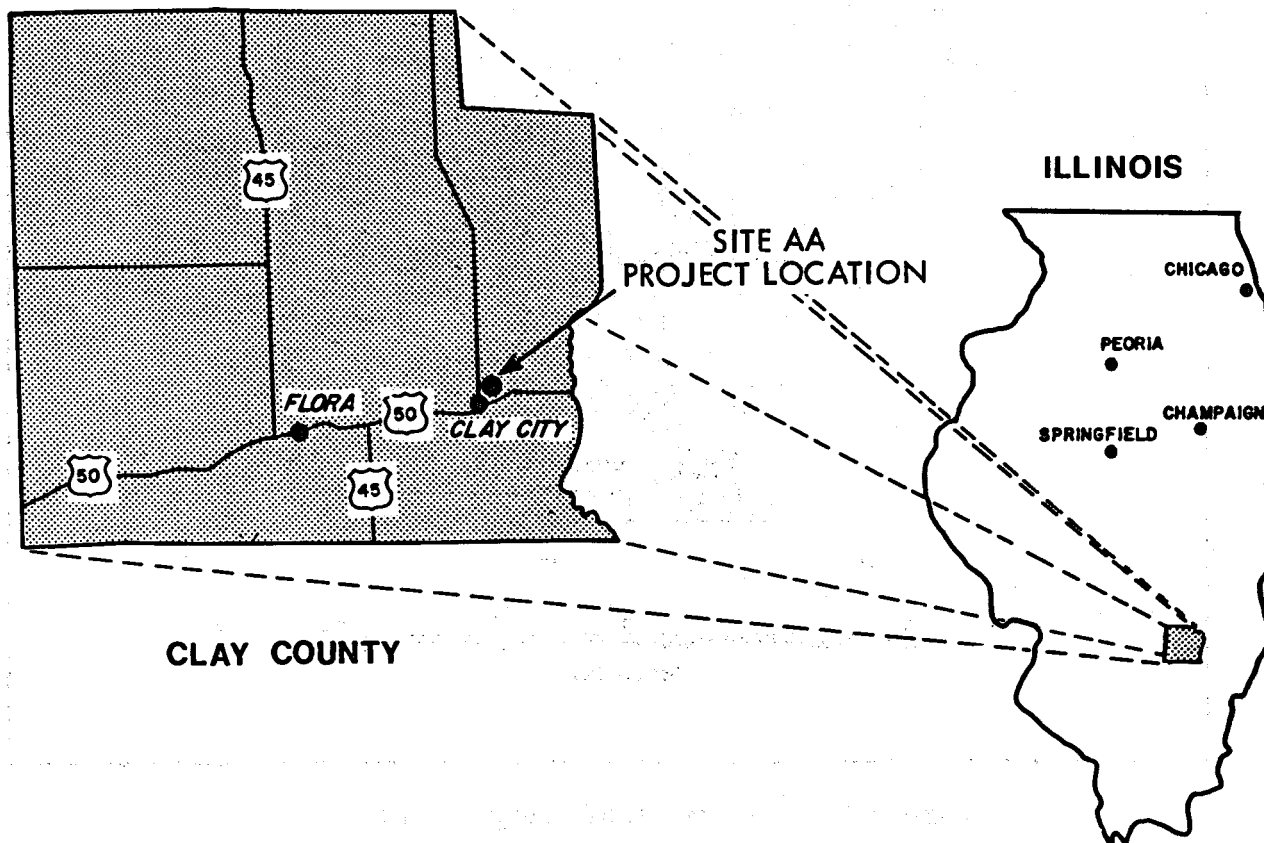 ILLINOIS
45
SITE AA
PROJECT LOCATION
CHICAGO
PEORIA
FLORA
50
CLAY CITY
CHAMPAIGN
SPRINGFIELD
50
45
CLAY COUNTY